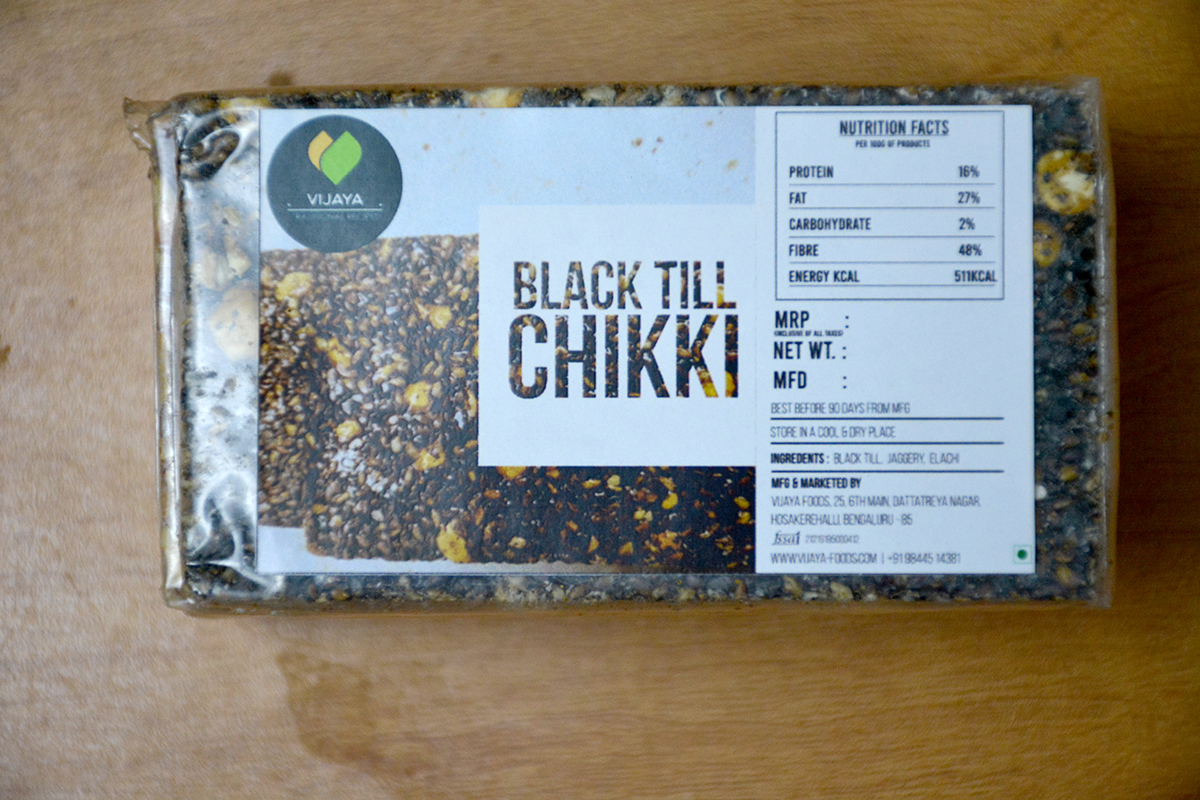 VIJAYA
TRADITIONAL RECIPES
BLACK TILL
CHIKKI
NUTRITION FACTS
PER 100G OF PRODUCTS
PROTEIN 16%
FAT 27%
CARBOHYDRATE 2%
FIBRE 48%
ENERGY KCAL 511KCAL
MRP :
(INCLUSIVE OF ALL TAXES)
NET WT. :
MFD :
BEST BEFORE 90 DAYS FROM MFG
STORE IN A COOL & DRY PLACE
INGREDENTS : BLACK TILL, JAGGERY, ELACHI
MFG & MARKETED BY
VIJAYA FOODS, 25, 6TH MAIN, DATTATREYA NAGAR,
HOSAKEREHALLI, BENGALURU - 85
fssai
WWW.VIJAYA-FOODS.COM | +91 98445 14381